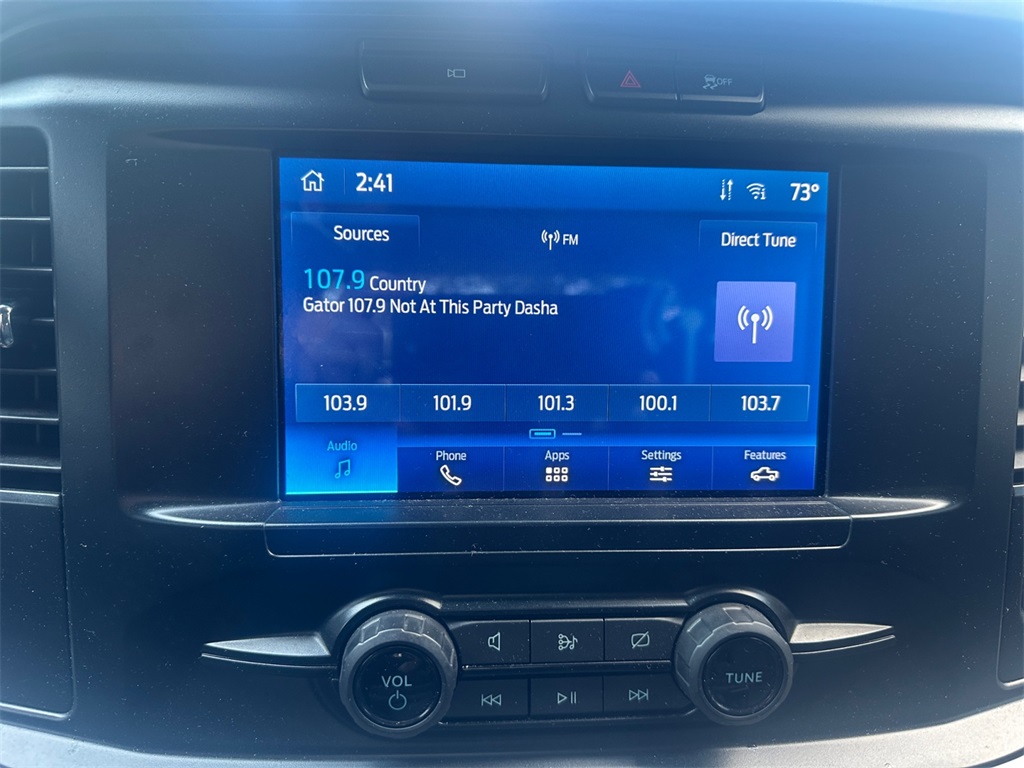 OFF
2:41
73°
Sources
FM
Direct Tune
107.9 Country
Gator 107.9 Not At This Party Dasha
103.9 101.9 101.3 100.1 103.7
Audio Phone Apps Settings Features
VOL
TUNE